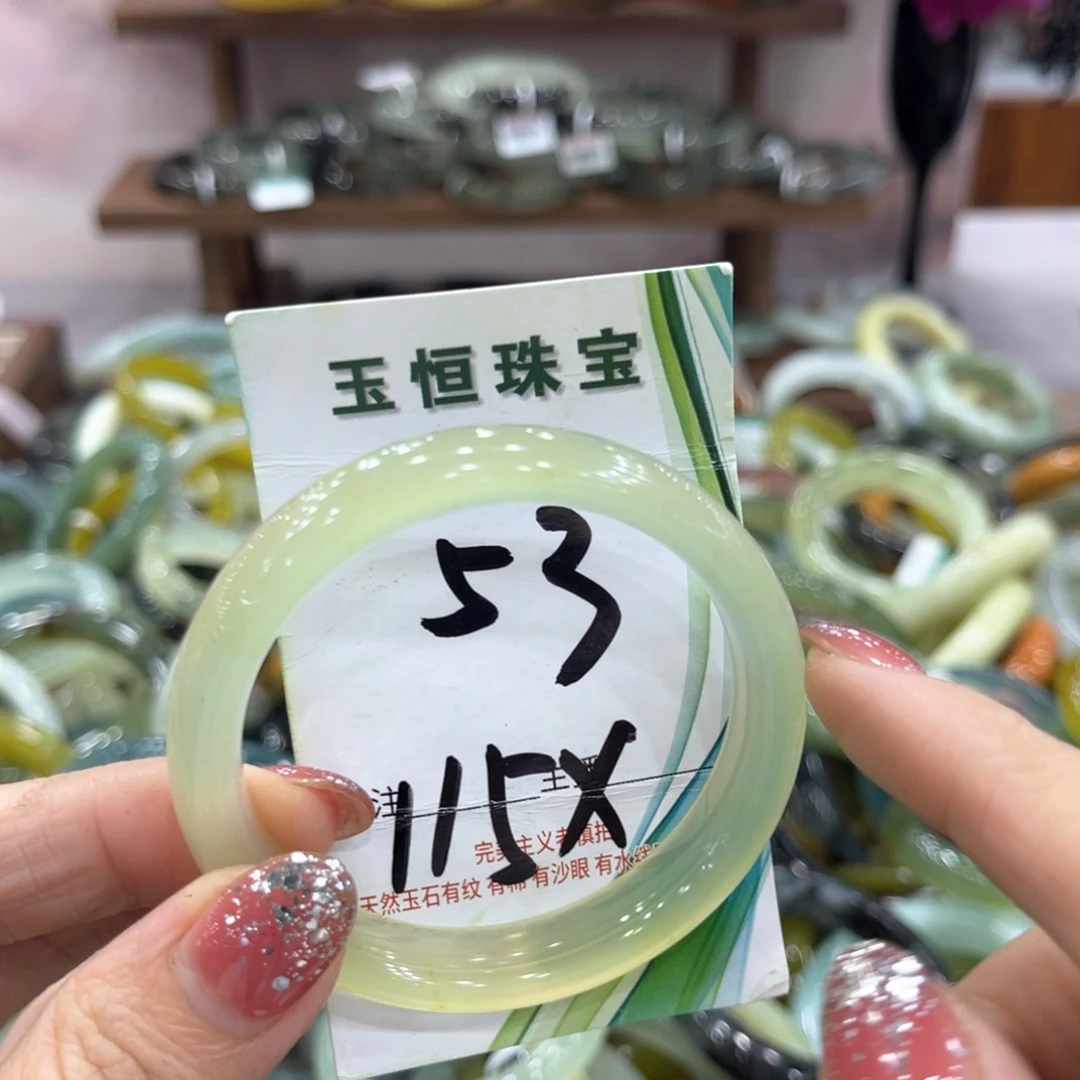 玉恒珠宝
53
115X
注
完美主义者慎拍
天然玉石有纹 有棉 有沙眼 有水线